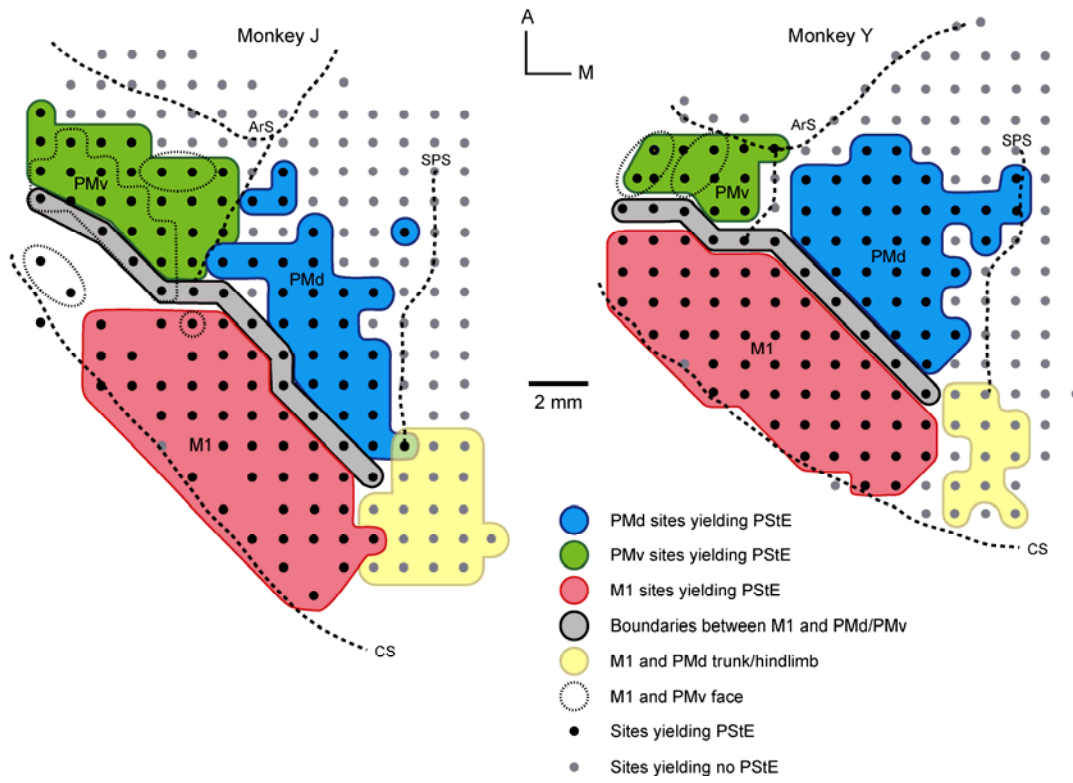 Monkey J
A
M
Monkey Y
ArS
SPS
PMv
PMd
M1
CS
ArS
SPS
PMv
PMd
M1
CS
2 mm
PMd sites yielding PStE
PMv sites yielding PStE
M1 sites yielding PStE
Boundaries between M1 and PMd/PMv
M1 and PMd trunk/hindlimb
M1 and PMv face
Sites yielding PStE
Sites yielding no PStE